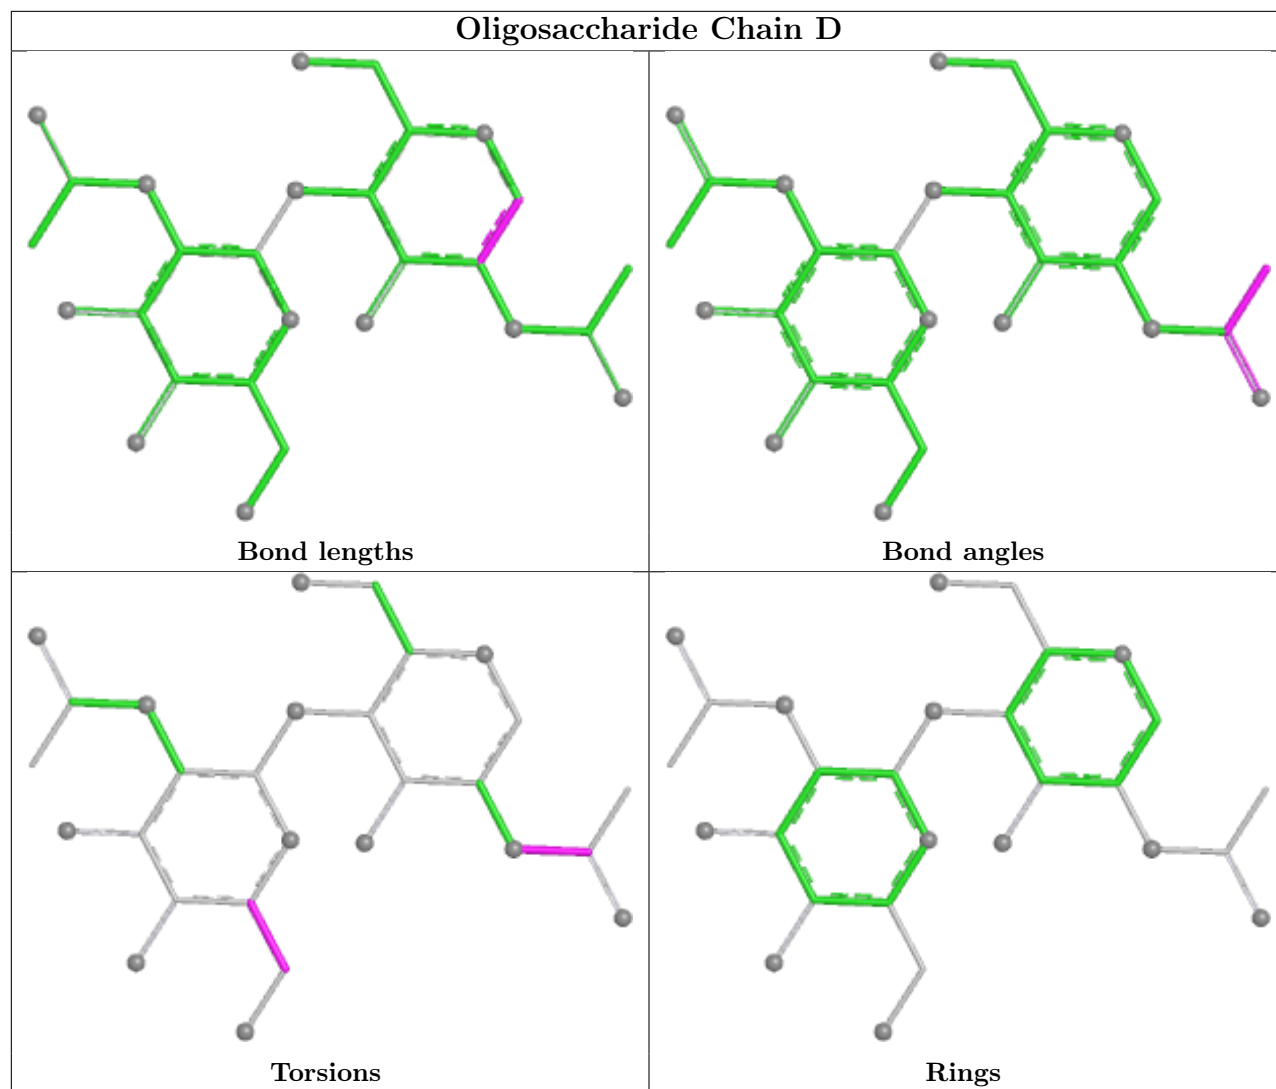 Oligosaccharide Chain D
Bond lengths
Bond angles
Torsions
Rings